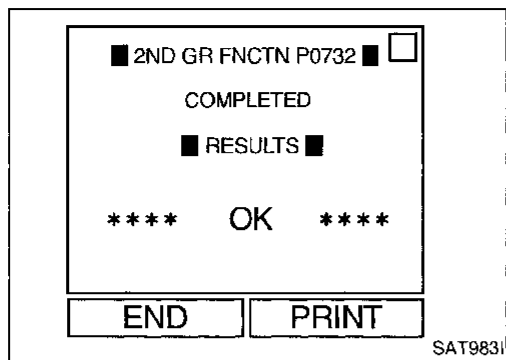 ■ 2ND GR FNCTN P0732 ■
COMPLETED
■ RESULTS ■
**** OK ****
END PRINT
SAT983I